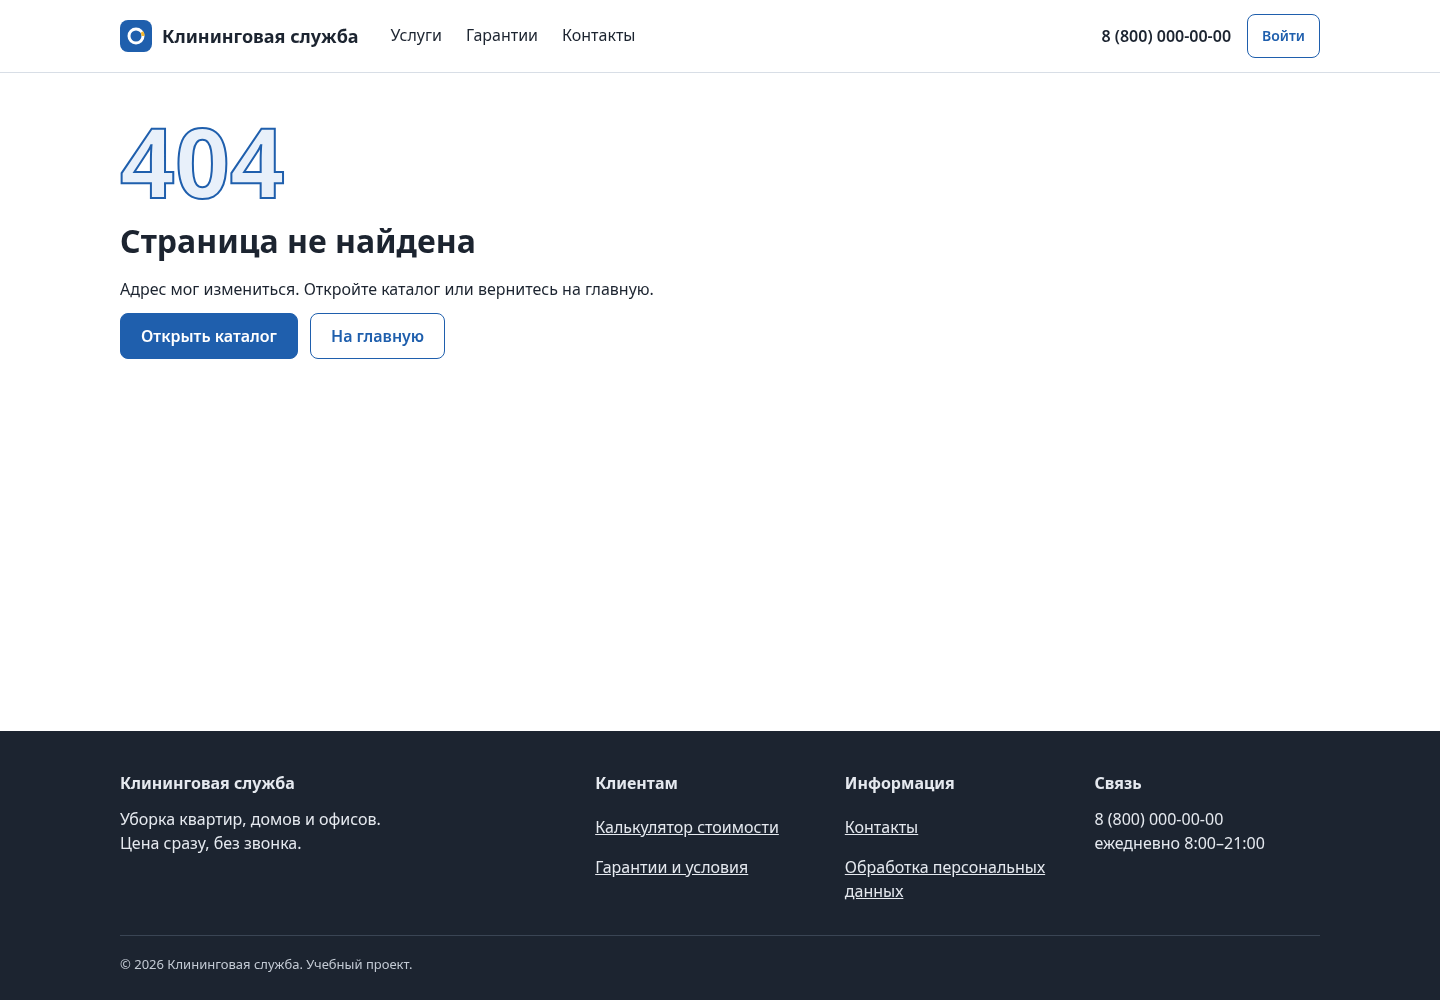 Клининговая служба
Услуги
Гарантии
Контакты
8 (800) 000-00-00
Войти
404
Страница не найдена
Адрес мог измениться. Откройте каталог или вернитесь на главную.
Открыть каталог
На главную
Клининговая служба
Уборка квартир, домов и офисов.
Цена сразу, без звонка.
Клиентам
Калькулятор стоимости
Гарантии и условия
Информация
Контакты
Обработка персональных
данных
Связь
8 (800) 000-00-00
ежедневно 8:00–21:00
© 2026 Клининговая служба. Учебный проект.